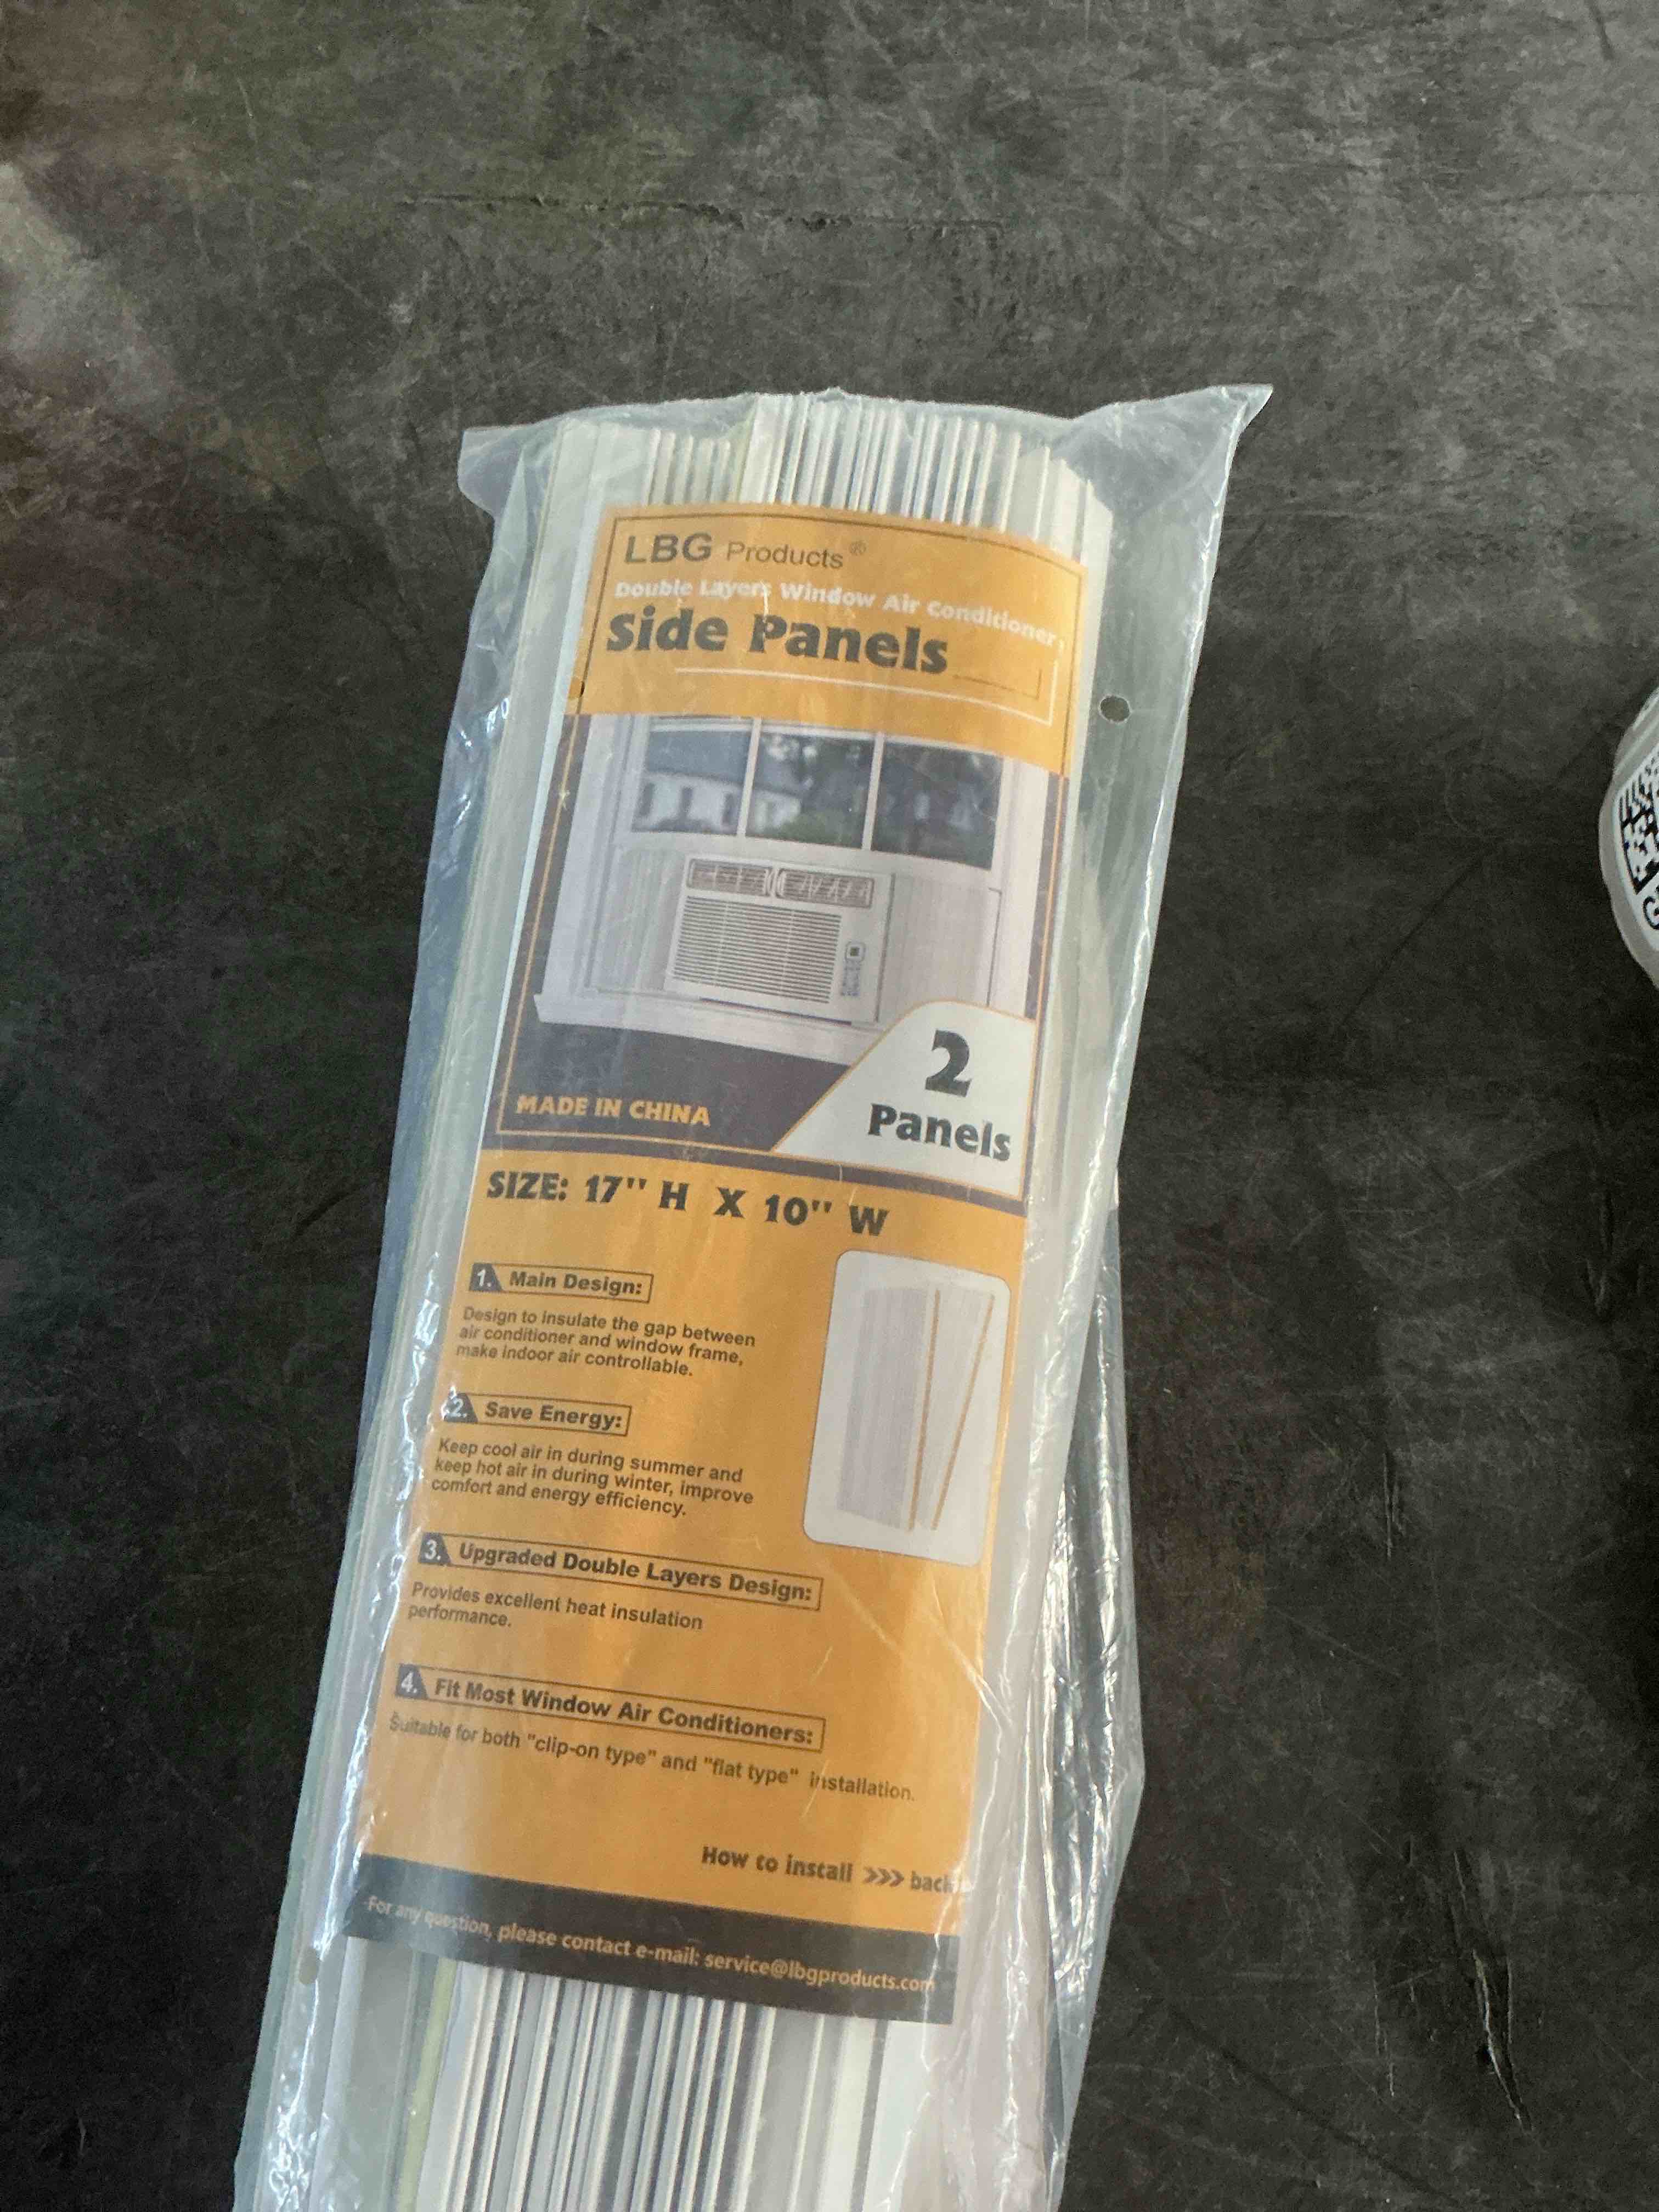 LBG Products®
Double Layers Window Air Conditioner
Side Panels
2
Panels
MADE IN CHINA
SIZE: 17" H X 10" W
1. Main Design:
Design to insulate the gap between
air conditioner and window frame,
make indoor air controllable.
2. Save Energy:
Keep cool air in during summer and
keep hot air in during winter, improve
comfort and energy efficiency.
3. Upgraded Double Layers Design:
Provides excellent heat insulation
performance.
4. Fit Most Window Air Conditioners:
Suitable for both "clip-on type" and "flat type" installation.
How to install >>> back
For any question, please contact e-mail: service@lbgproducts.com